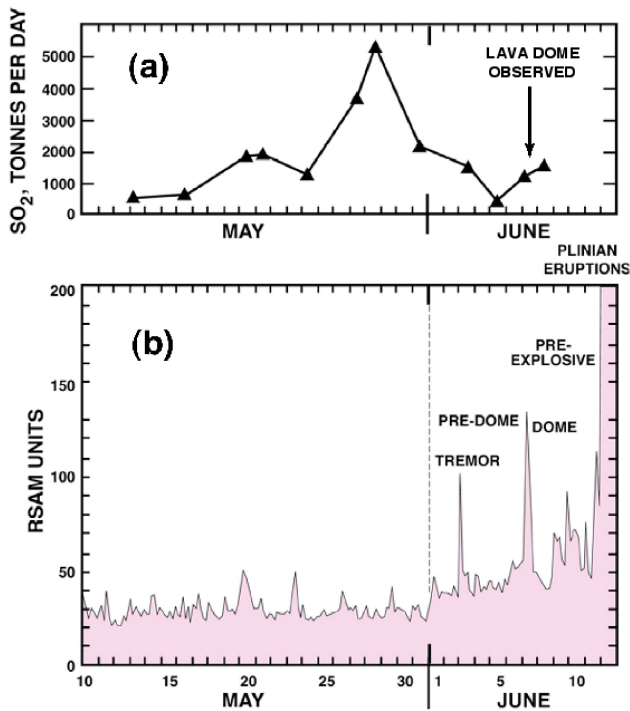 (a)
LAVA DOME
OBSERVED
SO2, TONNES PER DAY
5000
4000
3000
2000
1000
0
MAY
JUNE
PLINIAN
ERUPTIONS
(b)
PRE-
EXPLOSIVE
PRE-DOME
DOME
TREMOR
RSAM UNITS
200
150
100
50
0
10 15 20 25 30 1 5 10
MAY
JUNE